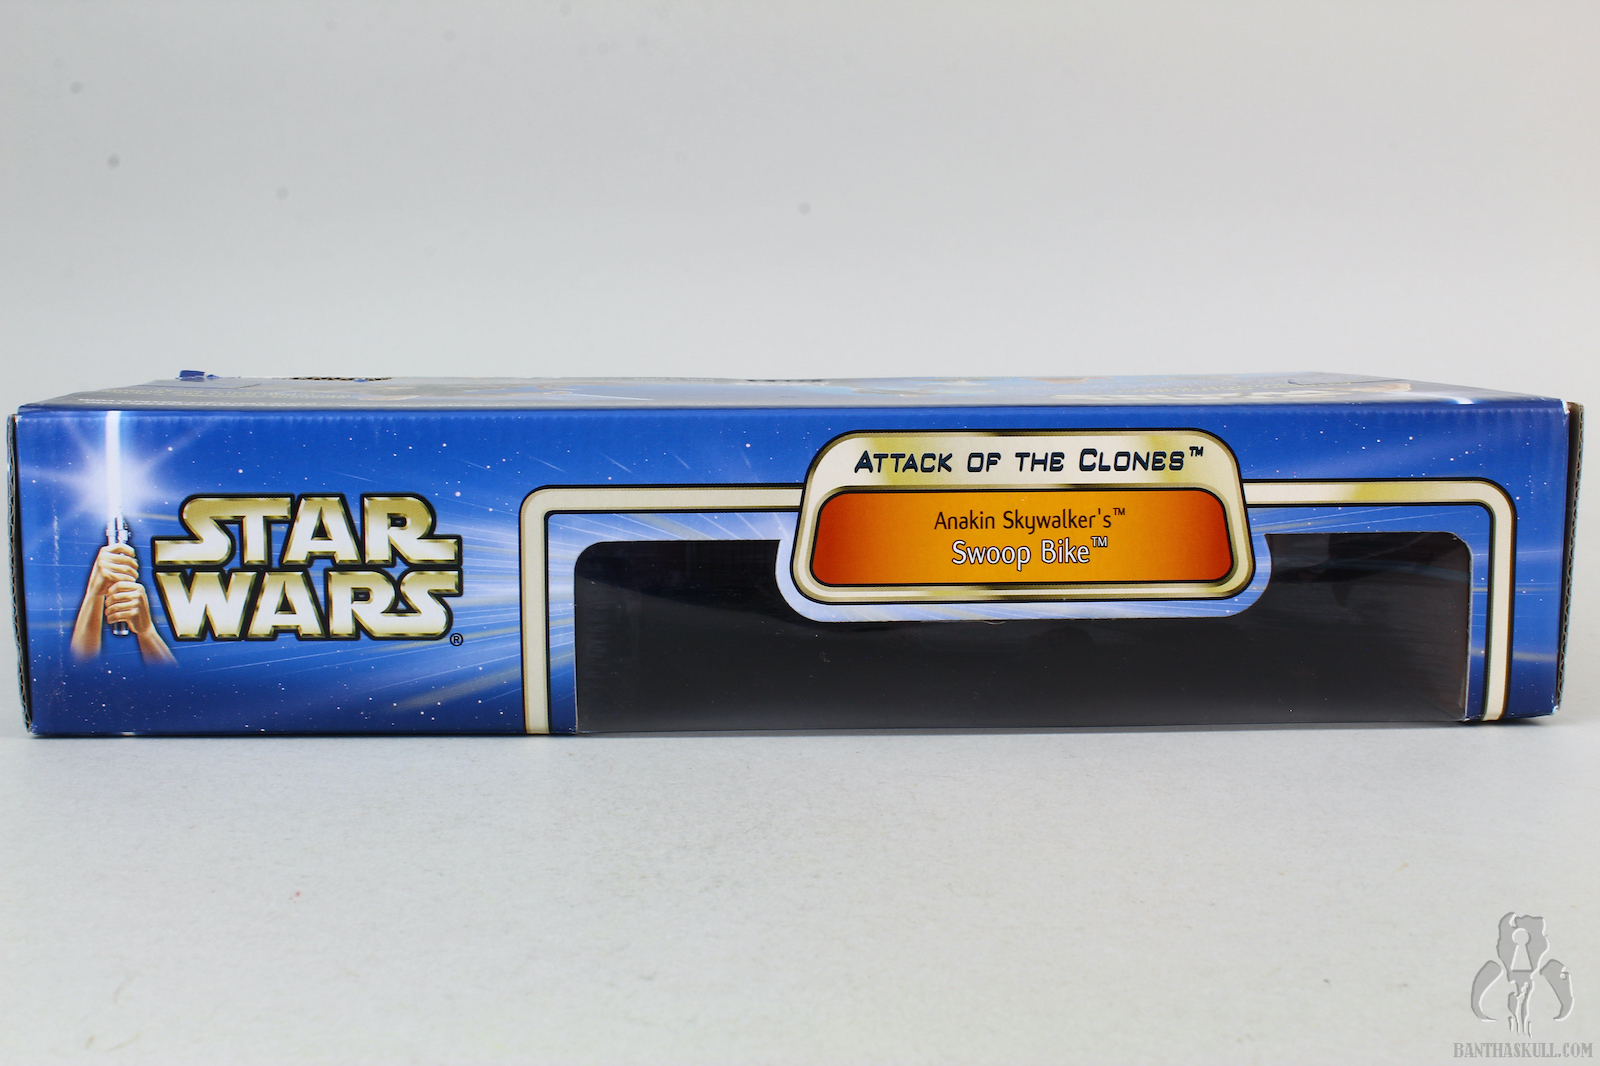 STAR
WARS®
ATTACK OF THE CLONES™
Anakin Skywalker's™
Swoop Bike™
BANTHASKULL.COM